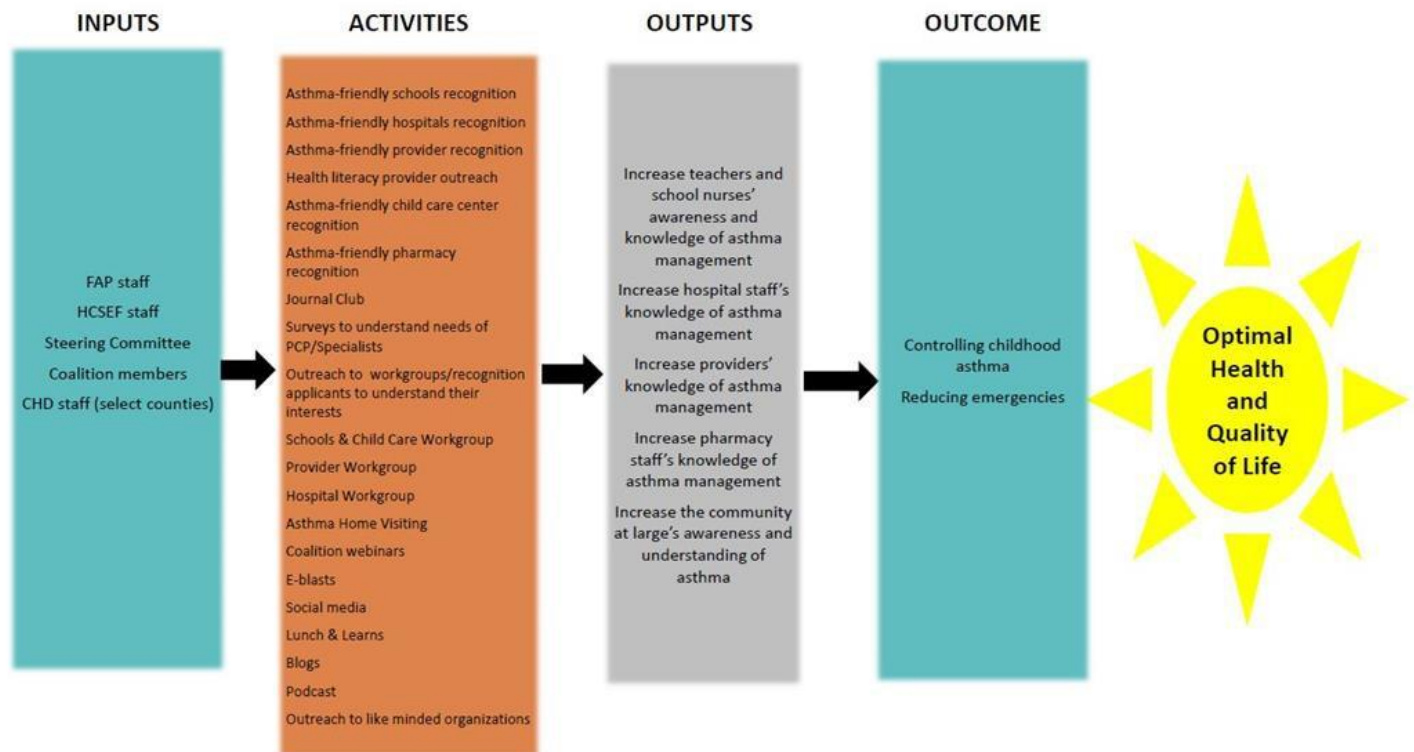 INPUTS
ACTIVITIES
OUTPUTS
OUTCOME
FAP staff
HCSEF staff
Steering Committee
Coalition members
CHD staff (select counties)
Asthma-friendly schools recognition
Asthma-friendly hospitals recognition
Asthma-friendly provider recognition
Health literacy provider outreach
Asthma-friendly child care center
recognition
Asthma-friendly pharmacy
recognition
Journal Club
Surveys to understand needs of
PCP/Specialists
Outreach to workgroups/recognition
applicants to understand their
interests
Schools & Child Care Workgroup
Provider Workgroup
Hospital Workgroup
Asthma Home Visiting
Coalition webinars
E-blasts
Social media
Lunch & Learns
Blogs
Podcast
Outreach to like minded organizations
Increase teachers and
school nurses'
awareness and
knowledge of asthma
management
Increase hospital staff's
knowledge of asthma
management
Increase providers'
knowledge of asthma
management
Increase pharmacy
staff's knowledge of
asthma management
Increase the community
at large's awareness and
understanding of
asthma
Controlling childhood
asthma
Reducing emergencies
Optimal
Health
and
Quality
of Life